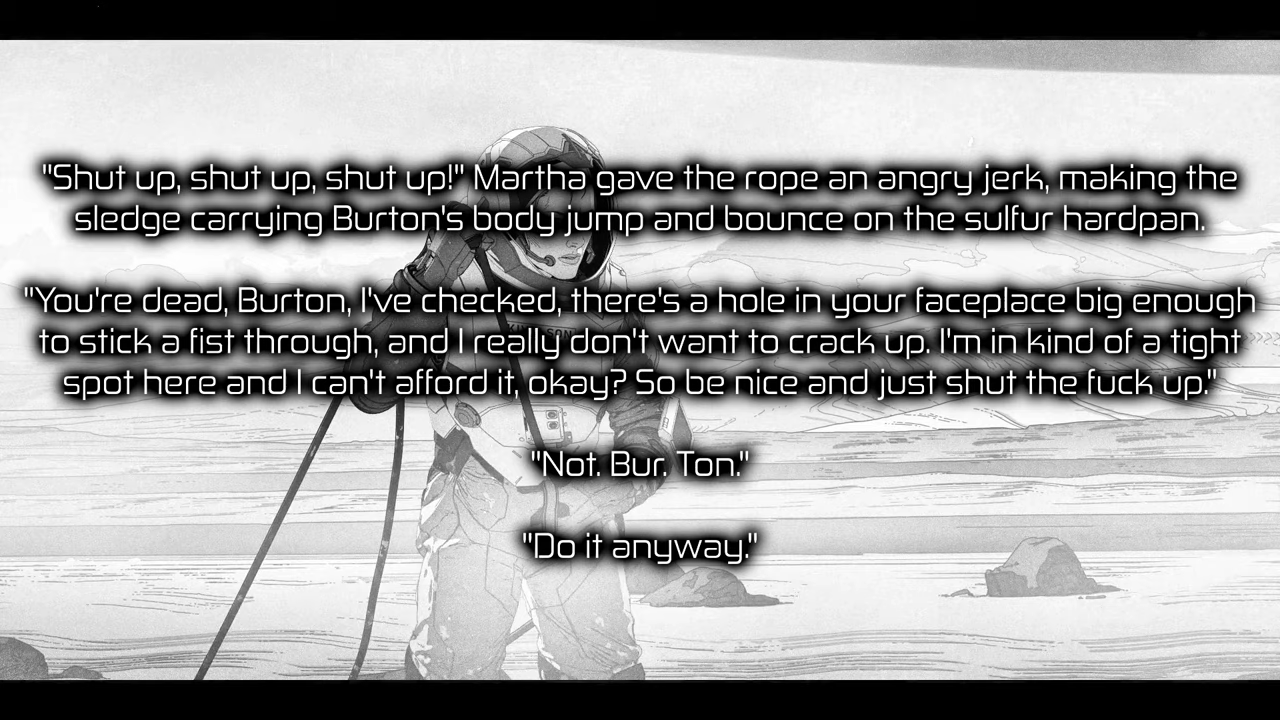 "Shut up, shut up, shut up!" Martha gave the rope an angry jerk, making the
sledge carrying Burton's body jump and bounce on the sulfur hardpan.
"You're dead, Burton, I've checked, there's a hole in your faceplace big enough
to stick a fist through, and I really don't want to crack up. I'm in kind of a tight
spot here and I can't afford it, okay? So be nice and just shut the fuck up."
"Not. Bur. Ton."
"Do it anyway."